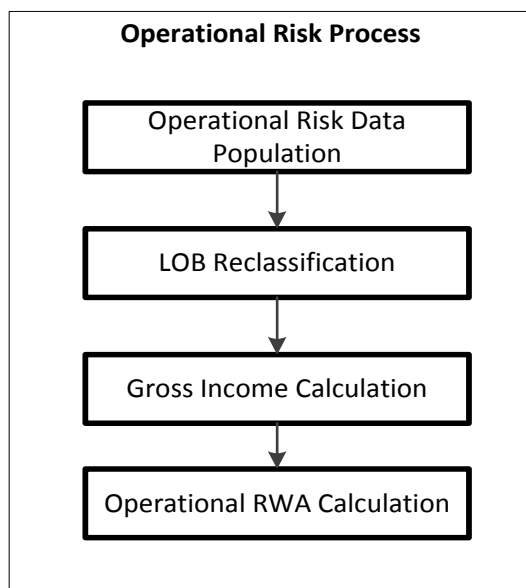 Operational Risk Process
Operational Risk Data
Population
LOB Reclassification
Gross Income Calculation
Operational RWA Calculation